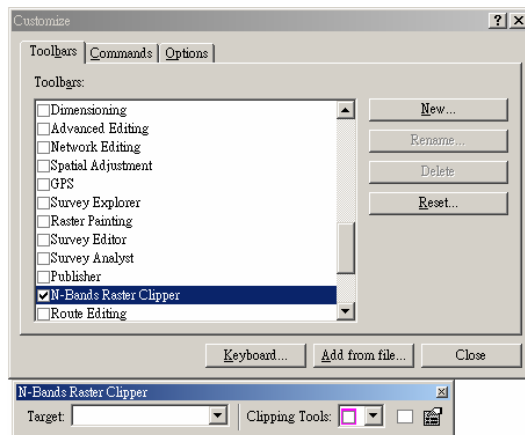 Customize
Toolbars Commands Options
Toolbars:
Dimensioning
Advanced Editing
Network Editing
Spatial Adjustment
GPS
Survey Explorer
Raster Painting
Survey Editor
Survey Analyst
Publisher
N-Bands Raster Clipper
Route Editing
New...
Rename...
Delete
Reset...
Keyboard... Add from file... Close
N-Bands Raster Clipper
Target: Clipping Tools: